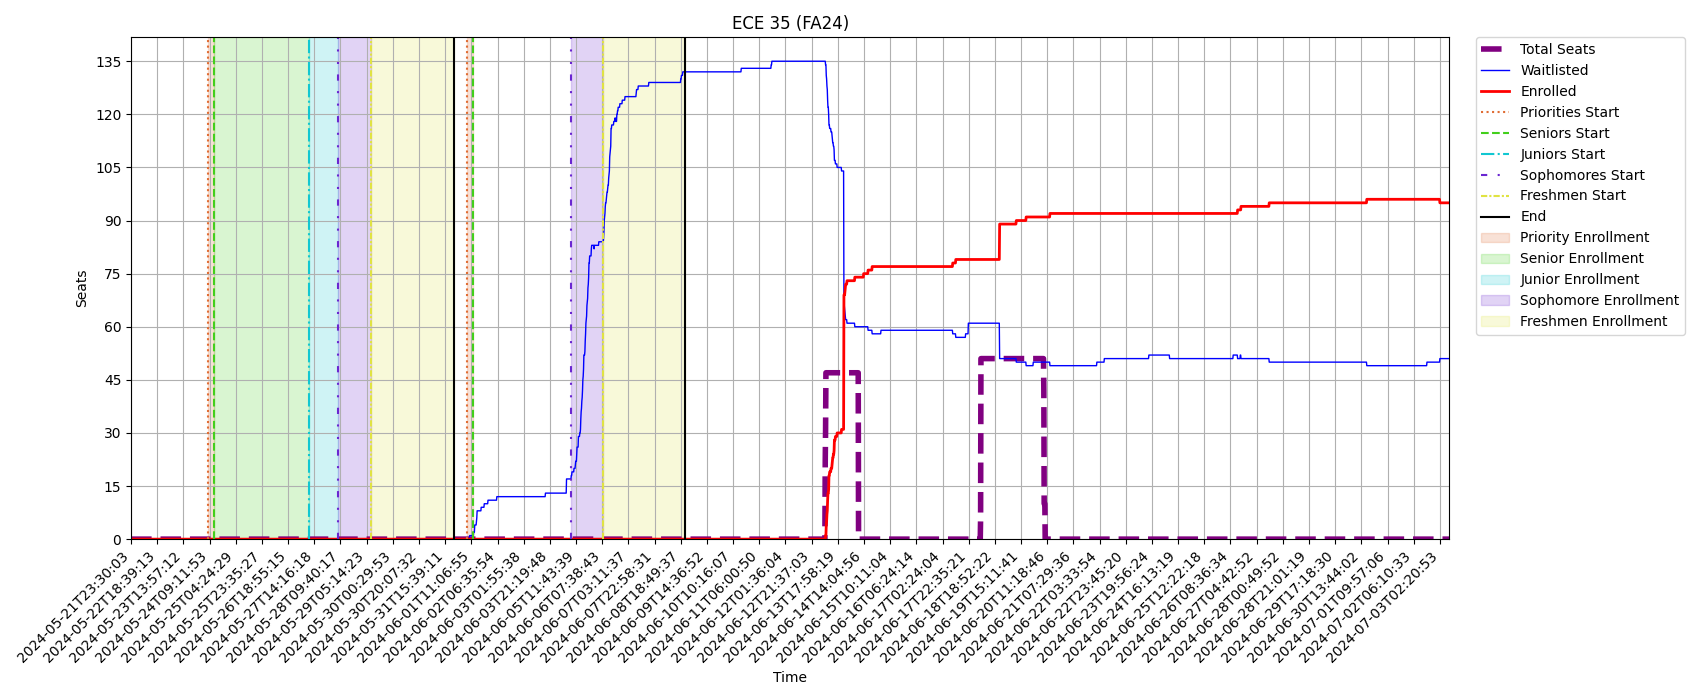 ECE 35 (FA24)
Total Seats
Waitlisted
Enrolled
Priorities Start
Seniors Start
Juniors Start
Sophomores Start
Freshmen Start
End
Priority Enrollment
Senior Enrollment
Junior Enrollment
Sophomore Enrollment
Freshmen Enrollment
Seats
135
120
105
90
75
60
45
30
15
0
2024-05-21T23:30:03
2024-05-22T18:39:13
2024-05-23T13:57:12
2024-05-24T09:11:53
2024-05-25T04:24:29
2024-05-25T23:35:27
2024-05-26T18:55:15
2024-05-27T14:16:18
2024-05-28T09:40:17
2024-05-29T05:14:23
2024-05-30T00:29:53
2024-05-30T20:07:32
2024-05-31T15:39:11
2024-06-01T11:06:55
2024-06-02T06:35:54
2024-06-03T01:55:38
2024-06-03T21:19:48
2024-06-05T11:43:39
2024-06-06T07:38:43
2024-06-07T03:11:37
2024-06-07T22:58:31
2024-06-08T18:49:37
2024-06-09T14:36:52
2024-06-10T10:16:07
2024-06-11T06:00:50
2024-06-12T01:36:04
2024-06-12T21:37:03
2024-06-13T17:58:19
2024-06-14T14:04:56
2024-06-15T10:11:04
2024-06-16T06:24:14
2024-06-17T02:24:04
2024-06-17T22:35:21
2024-06-18T18:52:22
2024-06-19T15:11:41
2024-06-20T11:18:46
2024-06-21T07:29:36
2024-06-22T03:33:54
2024-06-22T23:45:20
2024-06-23T19:56:24
2024-06-24T16:13:19
2024-06-25T12:22:18
2024-06-26T08:36:34
2024-06-27T04:42:52
2024-06-28T00:49:52
2024-06-28T21:01:19
2024-06-29T17:18:30
2024-06-30T13:44:02
2024-07-01T09:57:06
2024-07-02T06:10:33
2024-07-03T02:20:53
Time